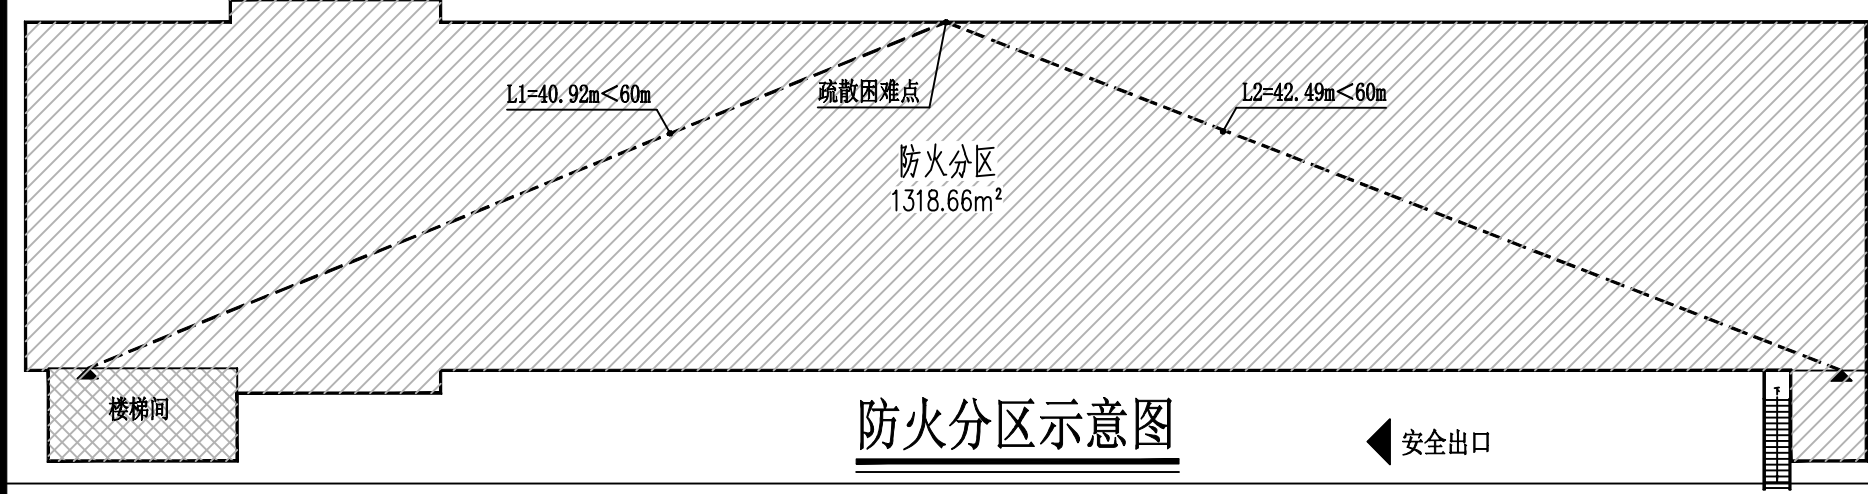 L1=40.92m<60m
疏散困难点
L2=42.49m<60m
防火分区
1318.66m²
楼梯间
防火分区示意图
安全出口